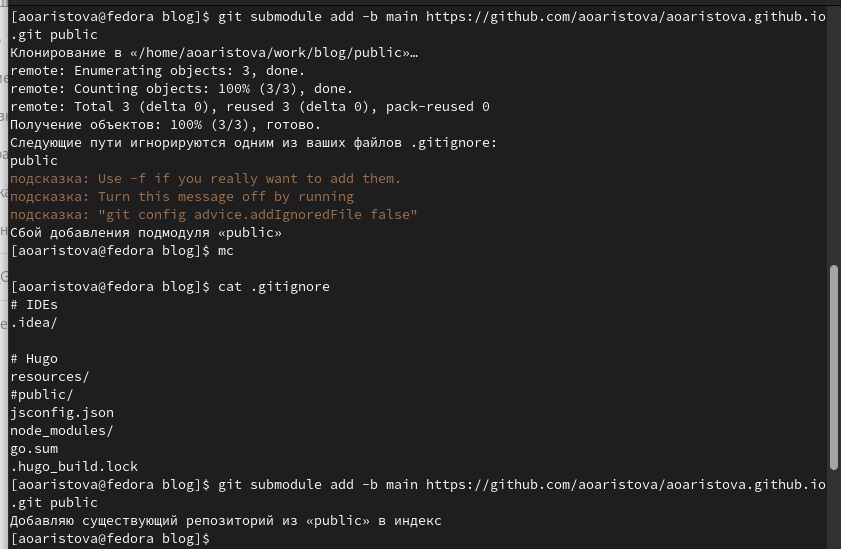 [aoaristova@fedora blog]$ git submodule add -b main https://github.com/aoaristova/aoaristova.github.io
.git public
Клонирование в «/home/aoaristova/work/blog/public»…
remote: Enumerating objects: 3, done.
remote: Counting objects: 100% (3/3), done.
remote: Total 3 (delta 0), reused 3 (delta 0), pack-reused 0
Получение объектов: 100% (3/3), готово.
Следующие пути игнорируются одним из ваших файлов .gitignore:
public
подсказка: Use -f if you really want to add them.
подсказка: Turn this message off by running
подсказка: "git config advice.addIgnoredFile false"
Сбой добавления подмодуля «public»
[aoaristova@fedora blog]$ mc
[aoaristova@fedora blog]$ cat .gitignore
# IDEs
.idea/
# Hugo
resources/
#public/
jsconfig.json
node_modules/
go.sum
.hugo_build.lock
[aoaristova@fedora blog]$ git submodule add -b main https://github.com/aoaristova/aoaristova.github.io
.git public
Добавляю существующий репозиторий из «public» в индекс
[aoaristova@fedora blog]$